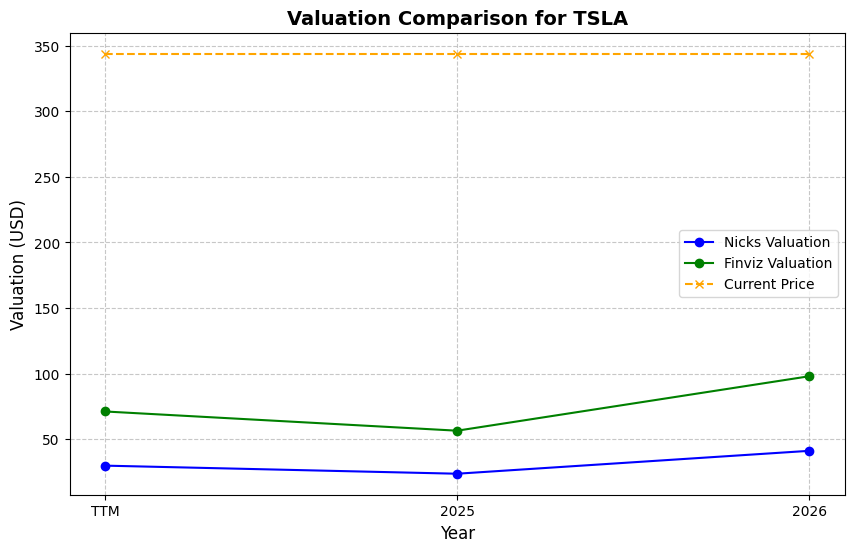 Valuation Comparison for TSLA
Valuation (USD)
350
300
250
200
150
100
50
Nicks Valuation
Finviz Valuation
Current Price
TTM
2025
2026
Year